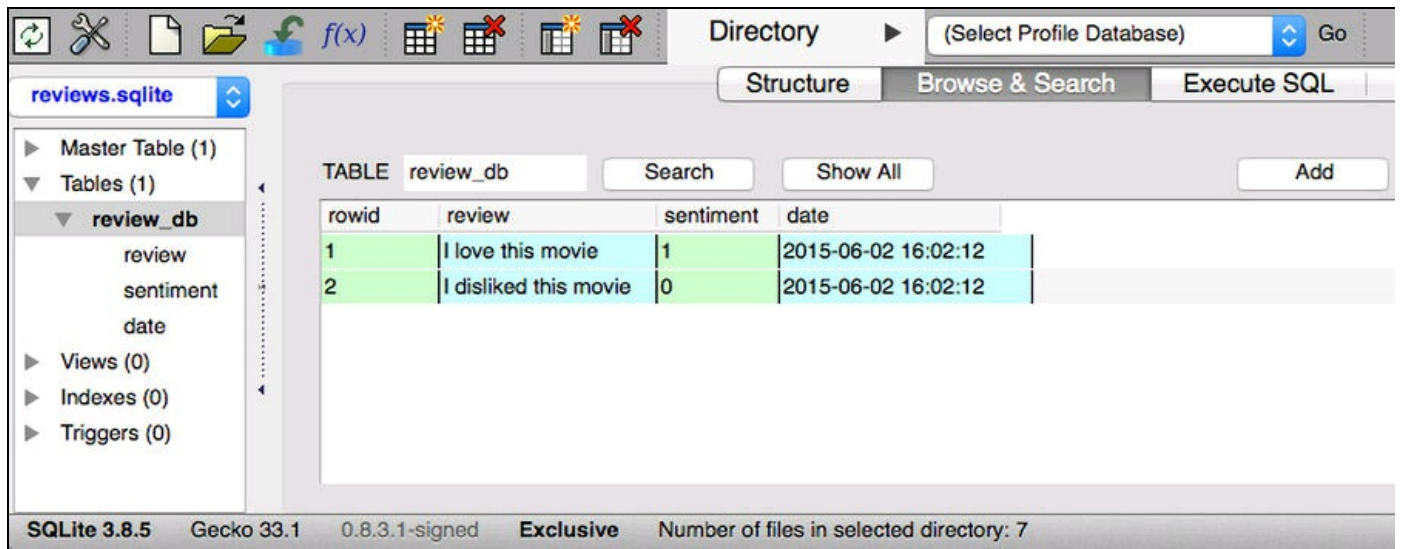 f(x) Directory (Select Profile Database) Go
reviews.sqlite
Structure Browse & Search Execute SQL
Master Table (1)
Tables (1)
review_db
review
sentiment
date
Views (0)
Indexes (0)
Triggers (0)
TABLE review_db Search Show All Add
rowid review sentiment date
1 I love this movie 1 2015-06-02 16:02:12
2 I disliked this movie 0 2015-06-02 16:02:12
SQLite 3.8.5 Gecko 33.1 0.8.3.1-signed Exclusive Number of files in selected directory: 7